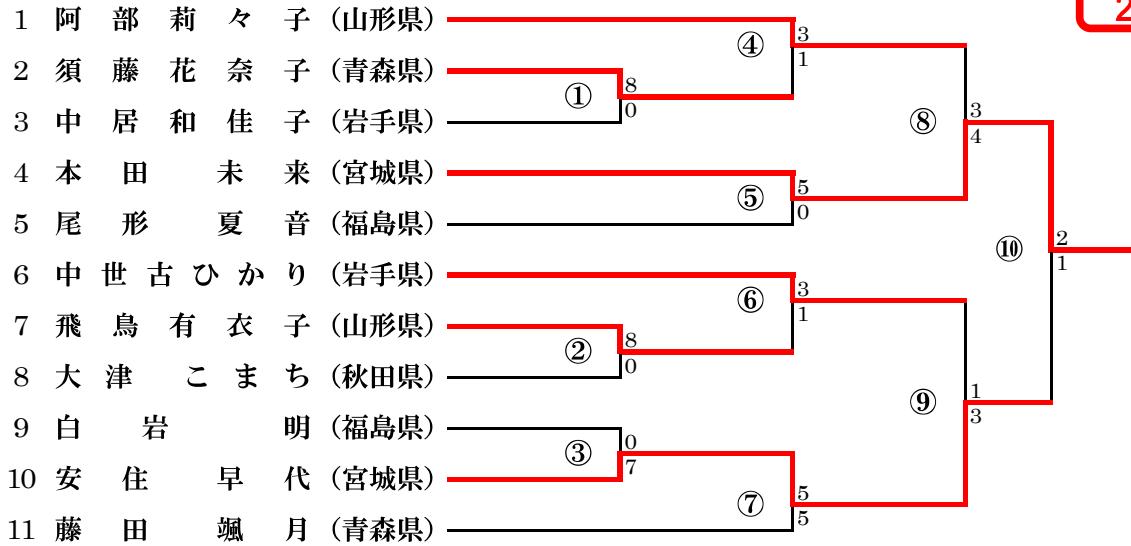 2
1 阿部莉々子 (山形県)
④ 3
1
2 須藤花奈子 (青森県)
① 8
0
3 中居和佳子 (岩手県)
⑧ 3
4
4 本田未来 (宮城県)
⑤ 5
0
5 尾形夏音 (福島県)
⑩ 2
1
6 中世古ひかり (岩手県)
⑥ 3
1
7 飛鳥有衣子 (山形県)
② 8
0
8 大津こまち (秋田県)
⑨ 1
3
9 白岩明 (福島県)
③ 0
7
10 安住早代 (宮城県)
⑦ 5
5
11 藤田颯月 (青森県)